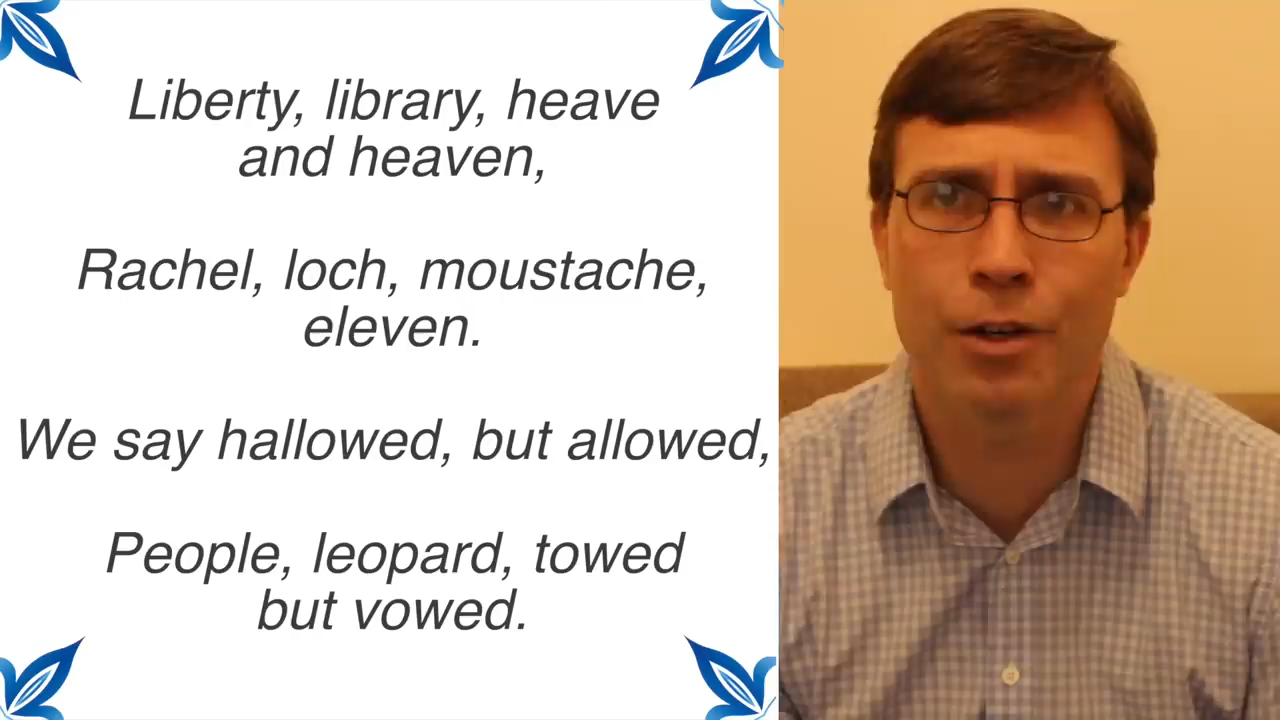 Liberty, library, heave
and heaven,
Rachel, loch, moustache,
eleven.
We say hallowed, but allowed,
People, leopard, towed
but vowed.